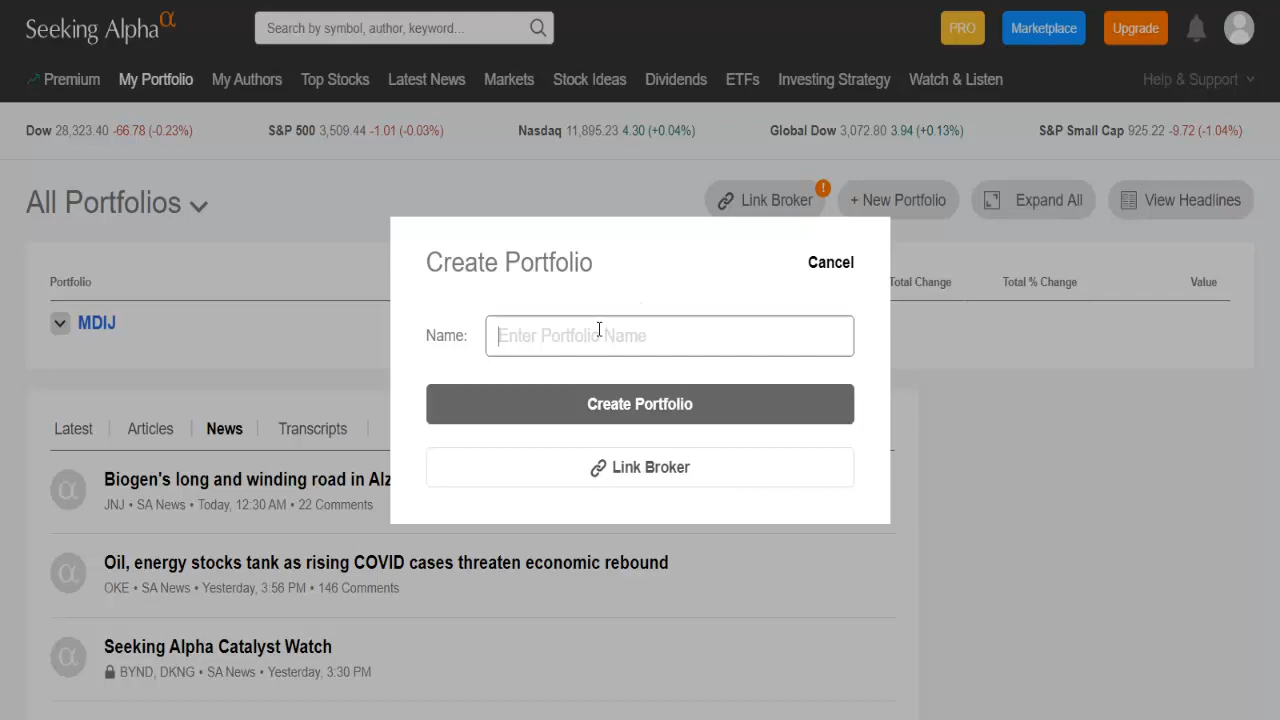 Seeking Alpha α
Search by symbol, author, keyword...
PRO
Marketplace
Upgrade
Premium
My Portfolio
My Authors
Top Stocks
Latest News
Markets
Stock Ideas
Dividends
ETFs
Investing Strategy
Watch & Listen
Help & Support
Dow 28,323.40 -66.78 (-0.23%)
S&P 500 3,509.44 -1.01 (-0.03%)
Nasdaq 11,895.23 4.30 (+0.04%)
Global Dow 3,072.80 3.94 (+0.13%)
S&P Small Cap 925.22 -9.72 (-1.04%)
All Portfolios
Link Broker
!
+ New Portfolio
Expand All
View Headlines
Portfolio
Total Change
Total % Change
Value
MDIJ
Create Portfolio
Cancel
Name:
Enter Portfolio Name
Create Portfolio
Link Broker
Latest
Articles
News
Transcripts
Biogen's long and winding road in Alz
JNJ • SA News • Today, 12:30 AM • 22 Comments
Oil, energy stocks tank as rising COVID cases threaten economic rebound
OKE • SA News • Yesterday, 3:56 PM • 146 Comments
Seeking Alpha Catalyst Watch
BYND, DKNG • SA News • Yesterday, 3:30 PM